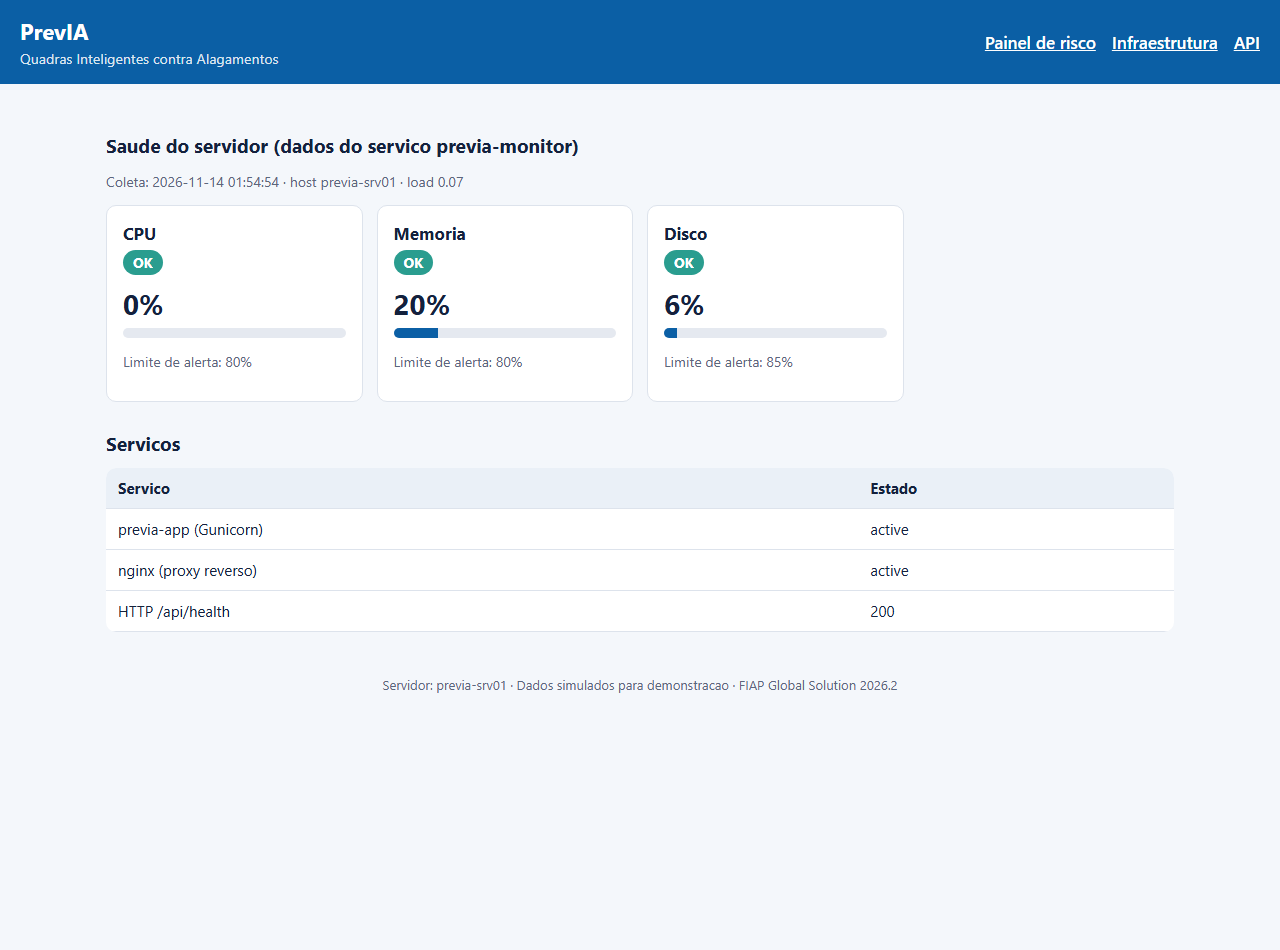 PrevIA
Quadras Inteligentes contra Alagamentos
Painel de risco Infraestrutura API
Saude do servidor (dados do servico previa-monitor)
Coleta: 2026-11-14 01:54:54 · host previa-srv01 · load 0.07
CPU
OK
0%
Limite de alerta: 80%
Memoria
OK
20%
Limite de alerta: 80%
Disco
OK
6%
Limite de alerta: 85%
Servicos
Servico Estado
previa-app (Gunicorn) active
nginx (proxy reverso) active
HTTP /api/health 200
Servidor: previa-srv01 · Dados simulados para demonstracao · FIAP Global Solution 2026.2